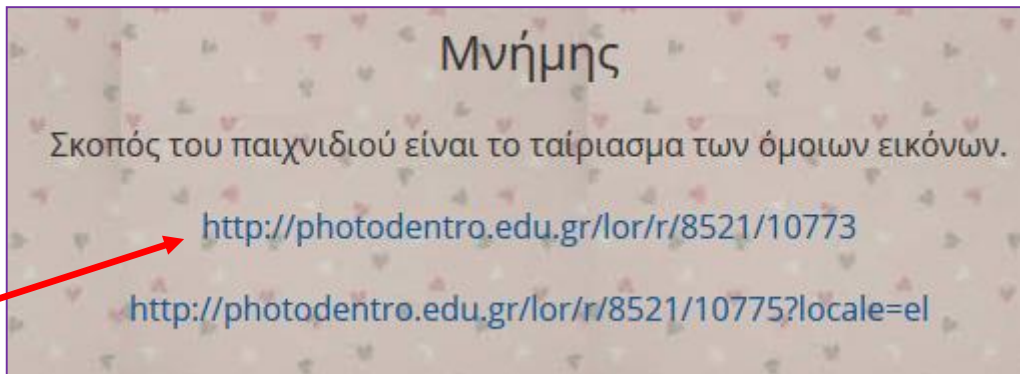 Μνήμης
Σκοπός του παιχνιδιού είναι το ταίριασμα των όμοιων εικόνων.
http://photodentro.edu.gr/lor/r/8521/10773
http://photodentro.edu.gr/lor/r/8521/10775?locale=el